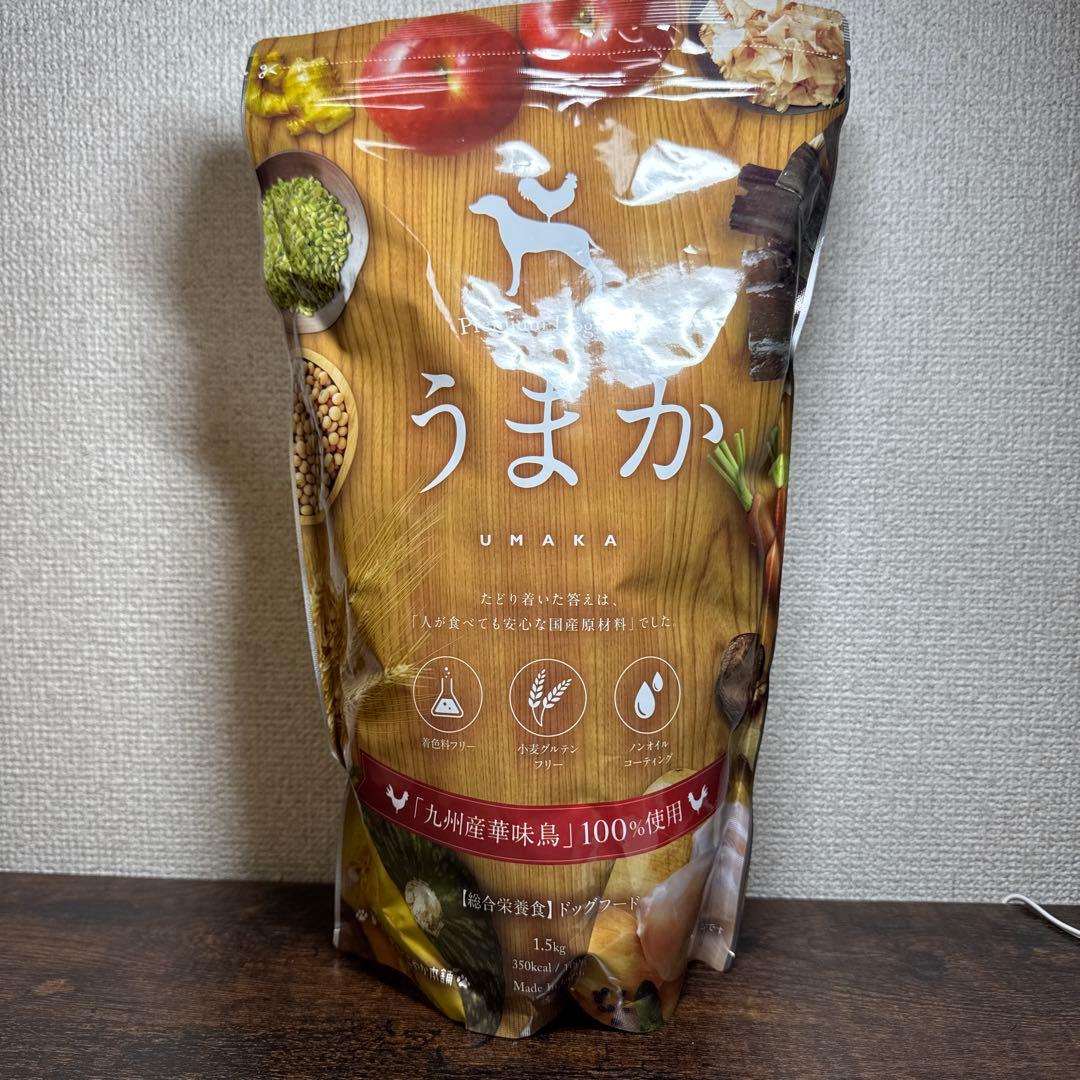 Premium
うまか
UMAKA
たどり着いた答えは、
「人が食べても安心な国産原材料」でした。
着色料フリー
小麦グルテン
フリー
ノンオイル
コーティング
「九州産華味鳥」100%使用
【総合栄養食】ドッグフード
1.5kg
350kcal /
Made
本舗